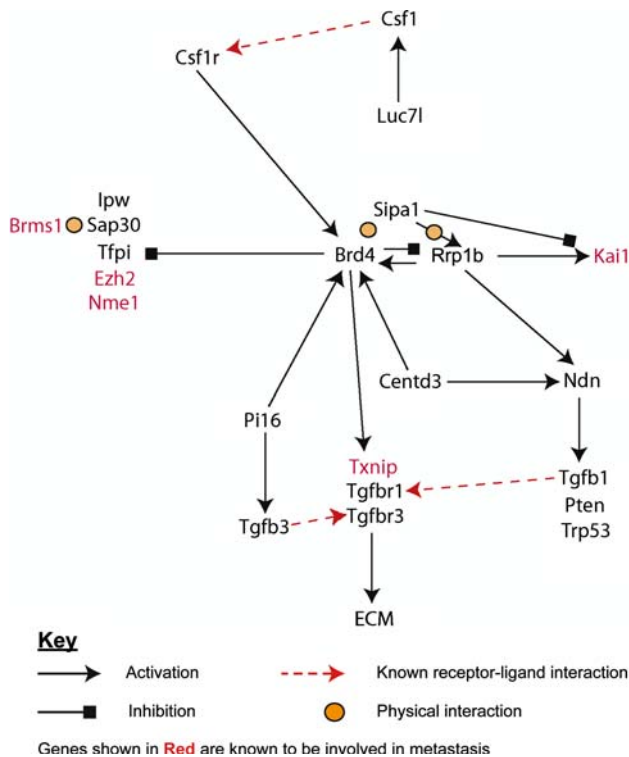 Csf1
Csf1r
Luc7l
Ipw
Sipa1
Brms1 Sap30
Tfpi
Brd4
Rrp1b
Kai1
Ezh2
Nme1
Centd3
Ndn
Pi16
Txnip
Tgfbr1
Tgfb1
Tgfb3
Tgfbr3
Pten
Trp53
ECM
Key
Activation
Known receptor-ligand interaction
Inhibition
Physical interaction
Genes shown in Red are known to be involved in metastasis